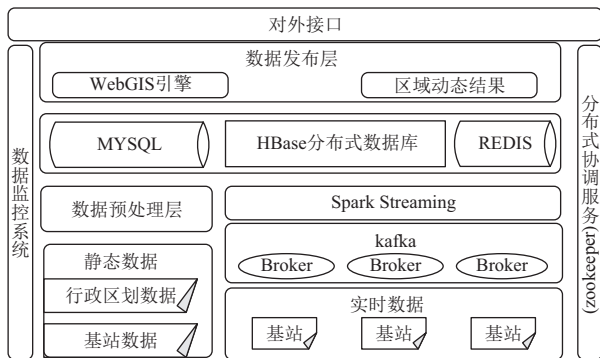 对外接口
数据监控系统
数据发布层
WebGIS引擎
区域动态结果
MYSQL
HBase分布式数据库
REDIS
数据预处理层
Spark Streaming
静态数据
行政区划数据
基站数据
kafka
Broker
Broker
Broker
实时数据
基站
基站
基站
分布式协调服务(zookeeper)